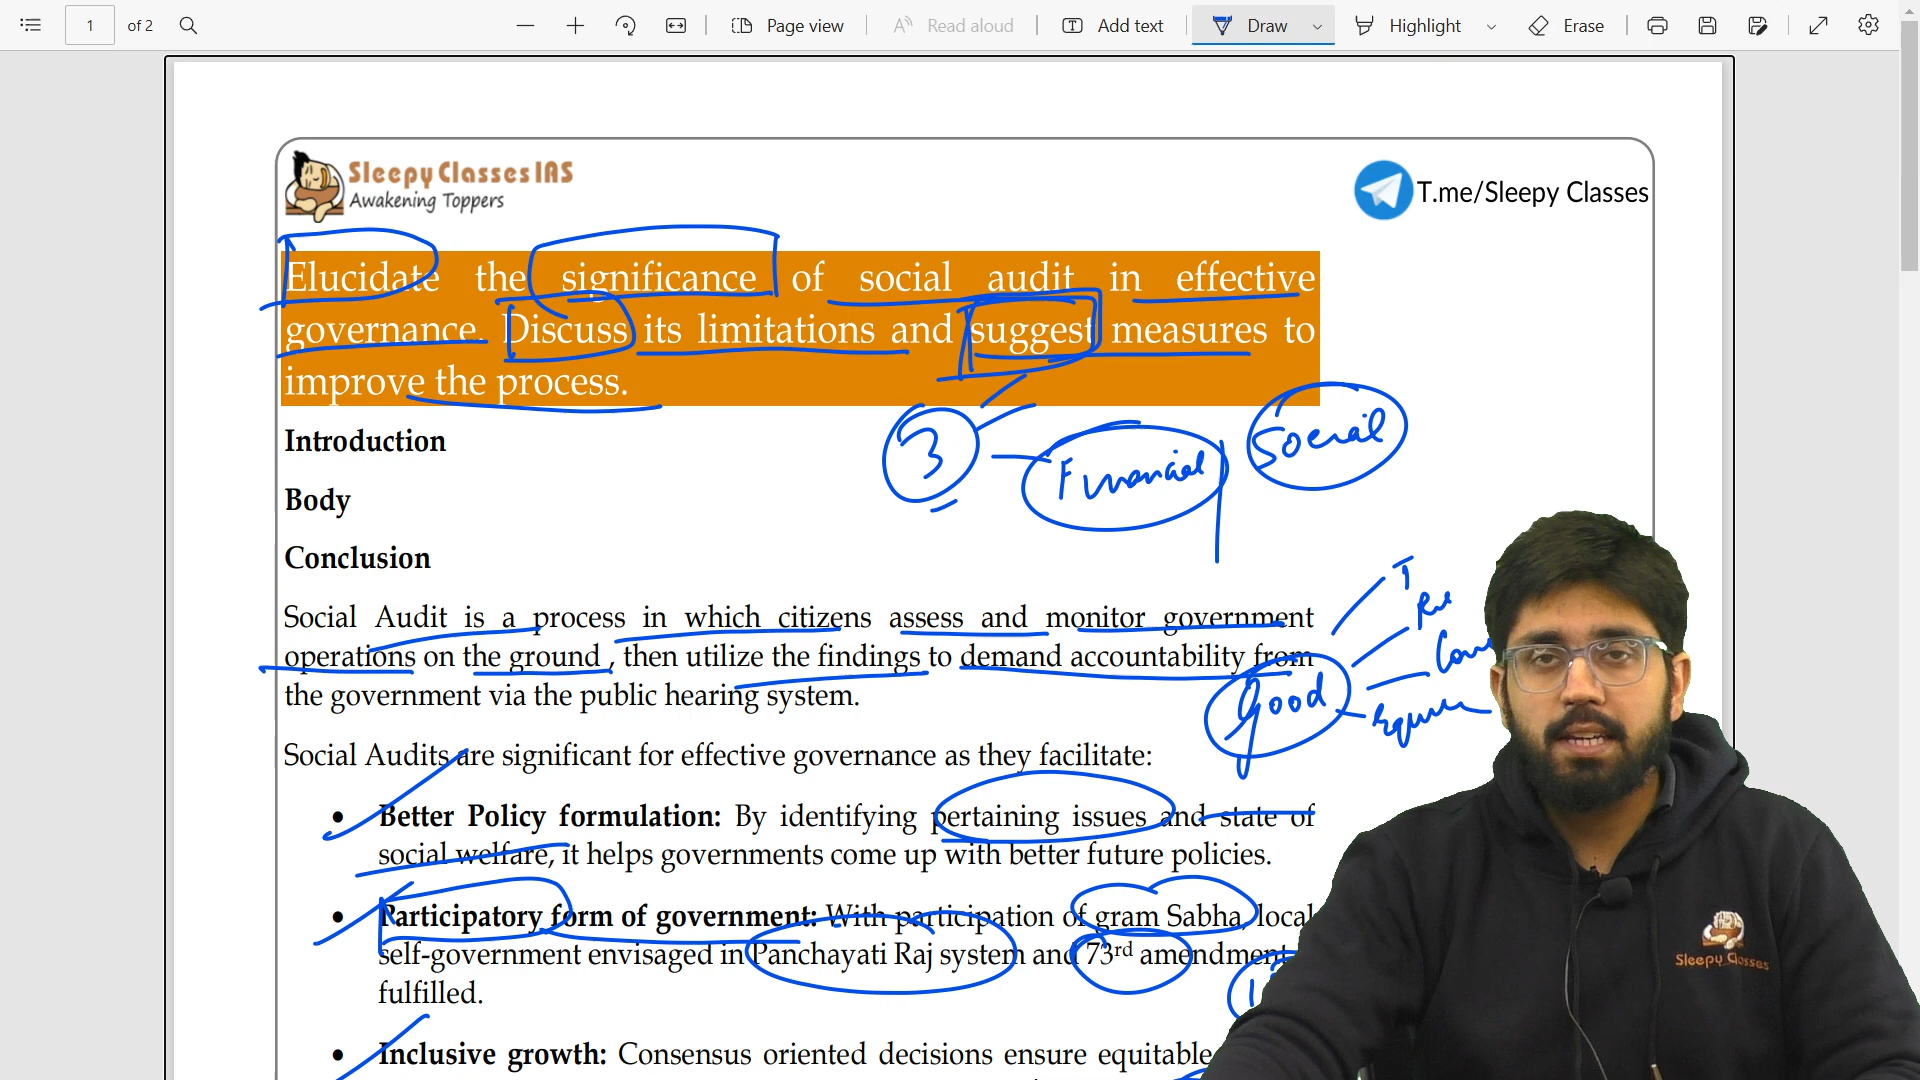 1 of 2 Page view Read aloud Add text Draw Highlight Erase
Sleepy Classes IAS
Awakening Toppers
T.me/Sleepy Classes
Elucidate the significance of social audit in effective
governance. Discuss its limitations and suggest measures to
improve the process.
3 Financial Social
Introduction
Body
Conclusion
Social Audit is a process in which citizens assess and monitor government
operations on the ground , then utilize the findings to demand accountability from
the government via the public hearing system.
Good
Social Audits are significant for effective governance as they facilitate:
• Better Policy formulation: By identifying pertaining issues and state of
social welfare, it helps governments come up with better future policies.
• Participatory form of government: With participation of gram Sabha, local
self-government envisaged in Panchayati Raj system and 73rd amendment
fulfilled.
• Inclusive growth: Consensus oriented decisions ensure equitable
Sleepy Classes